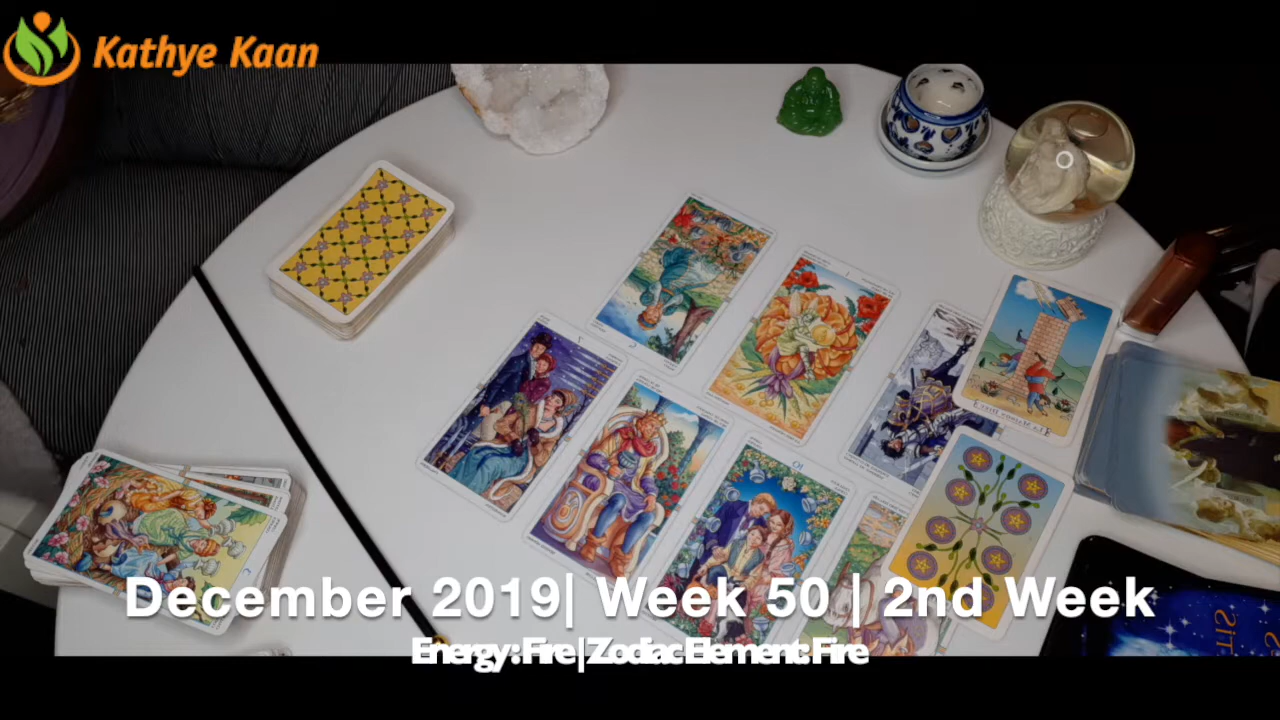 Kathye Kaan
December 2019| Week 50 | 2nd Week
Energy: Fire | Zodiac Element: Fire